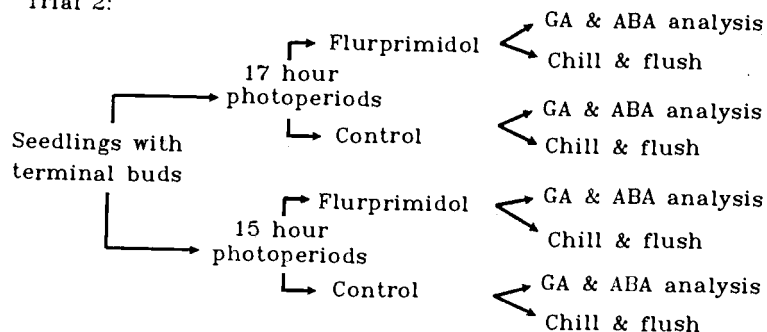 Trial 2:
GA & ABA analysis
Flurprimidol
Chill & flush
17 hour
photoperiods
GA & ABA analysis
Control
Chill & flush
Seedlings with
terminal buds
GA & ABA analysis
Flurprimidol
Chill & flush
15 hour
photoperiods
GA & ABA analysis
Control
Chill & flush